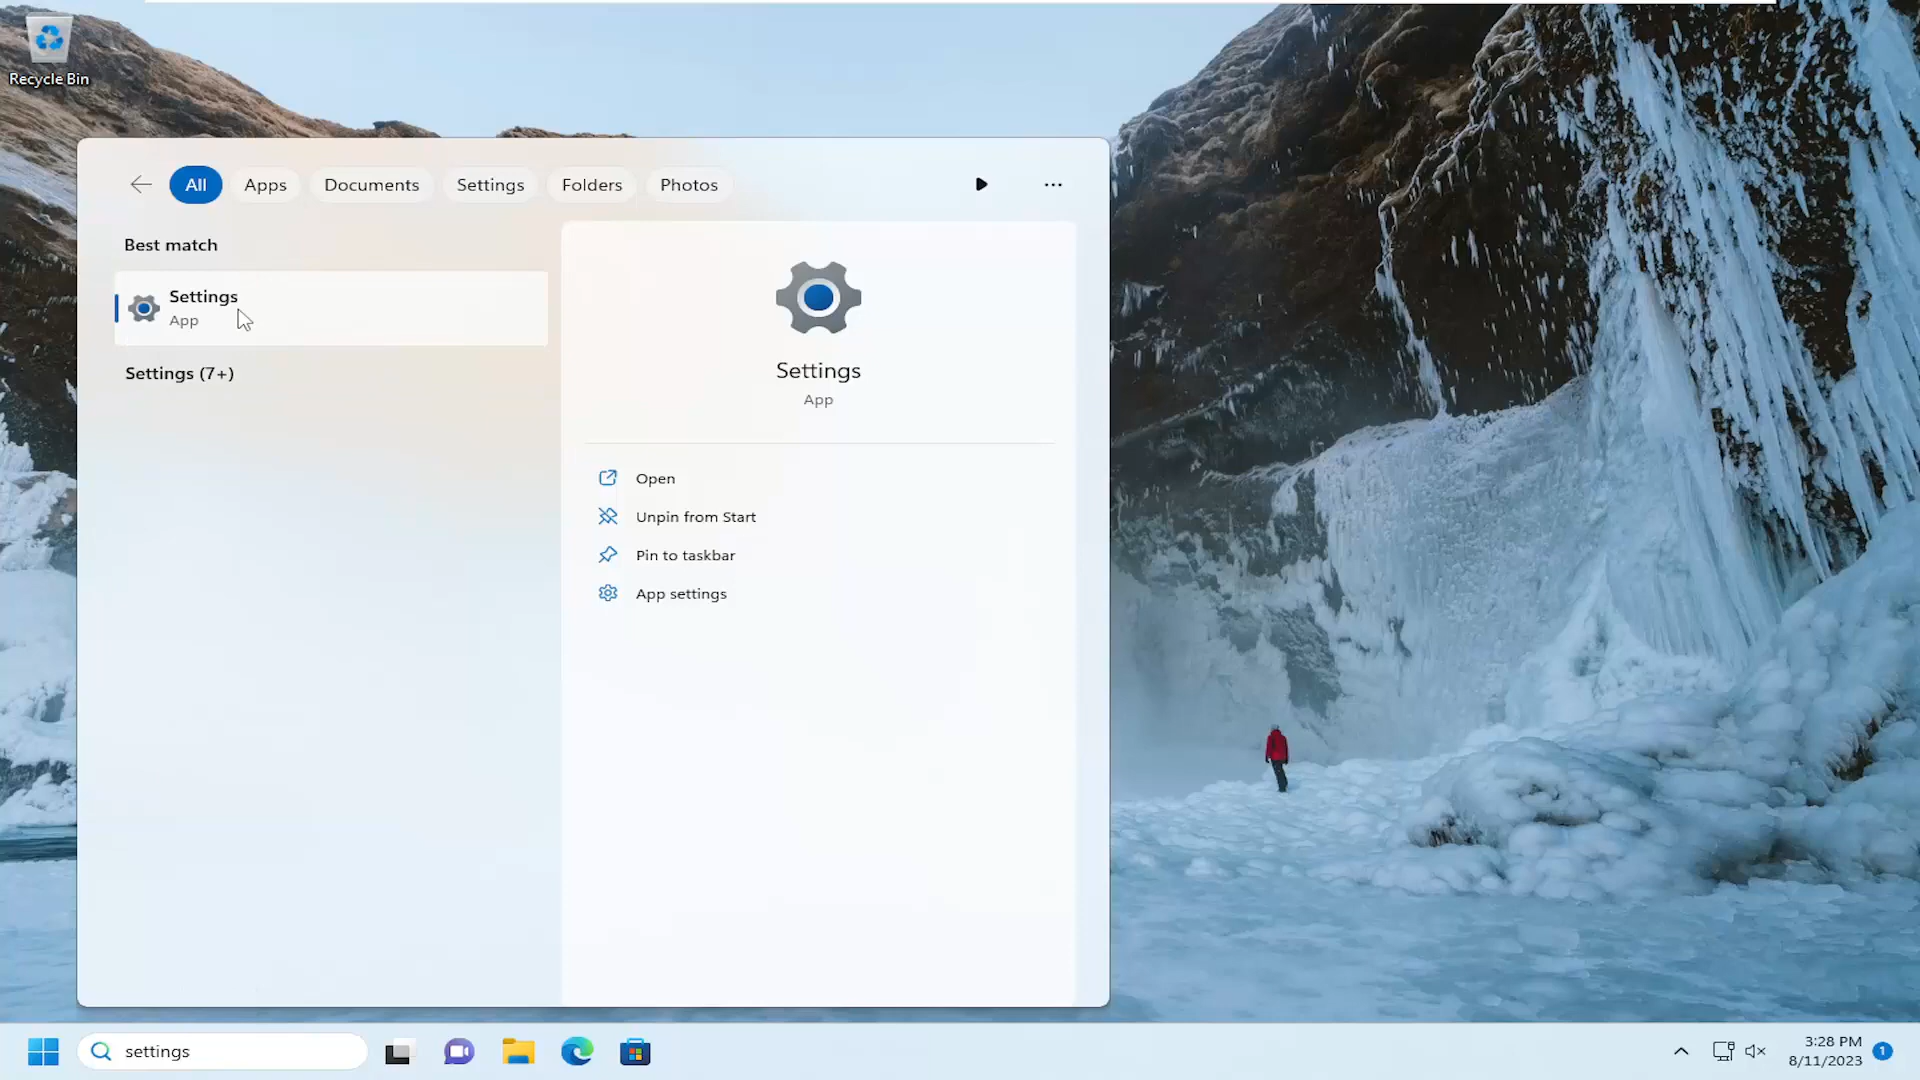 Recycle Bin
All
Apps
Documents
Settings
Folders
Photos
Best match
Settings
App
Settings (7+)
Settings
App
Open
Unpin from Start
Pin to taskbar
App settings
settings
3:28 PM
8/11/2023
1